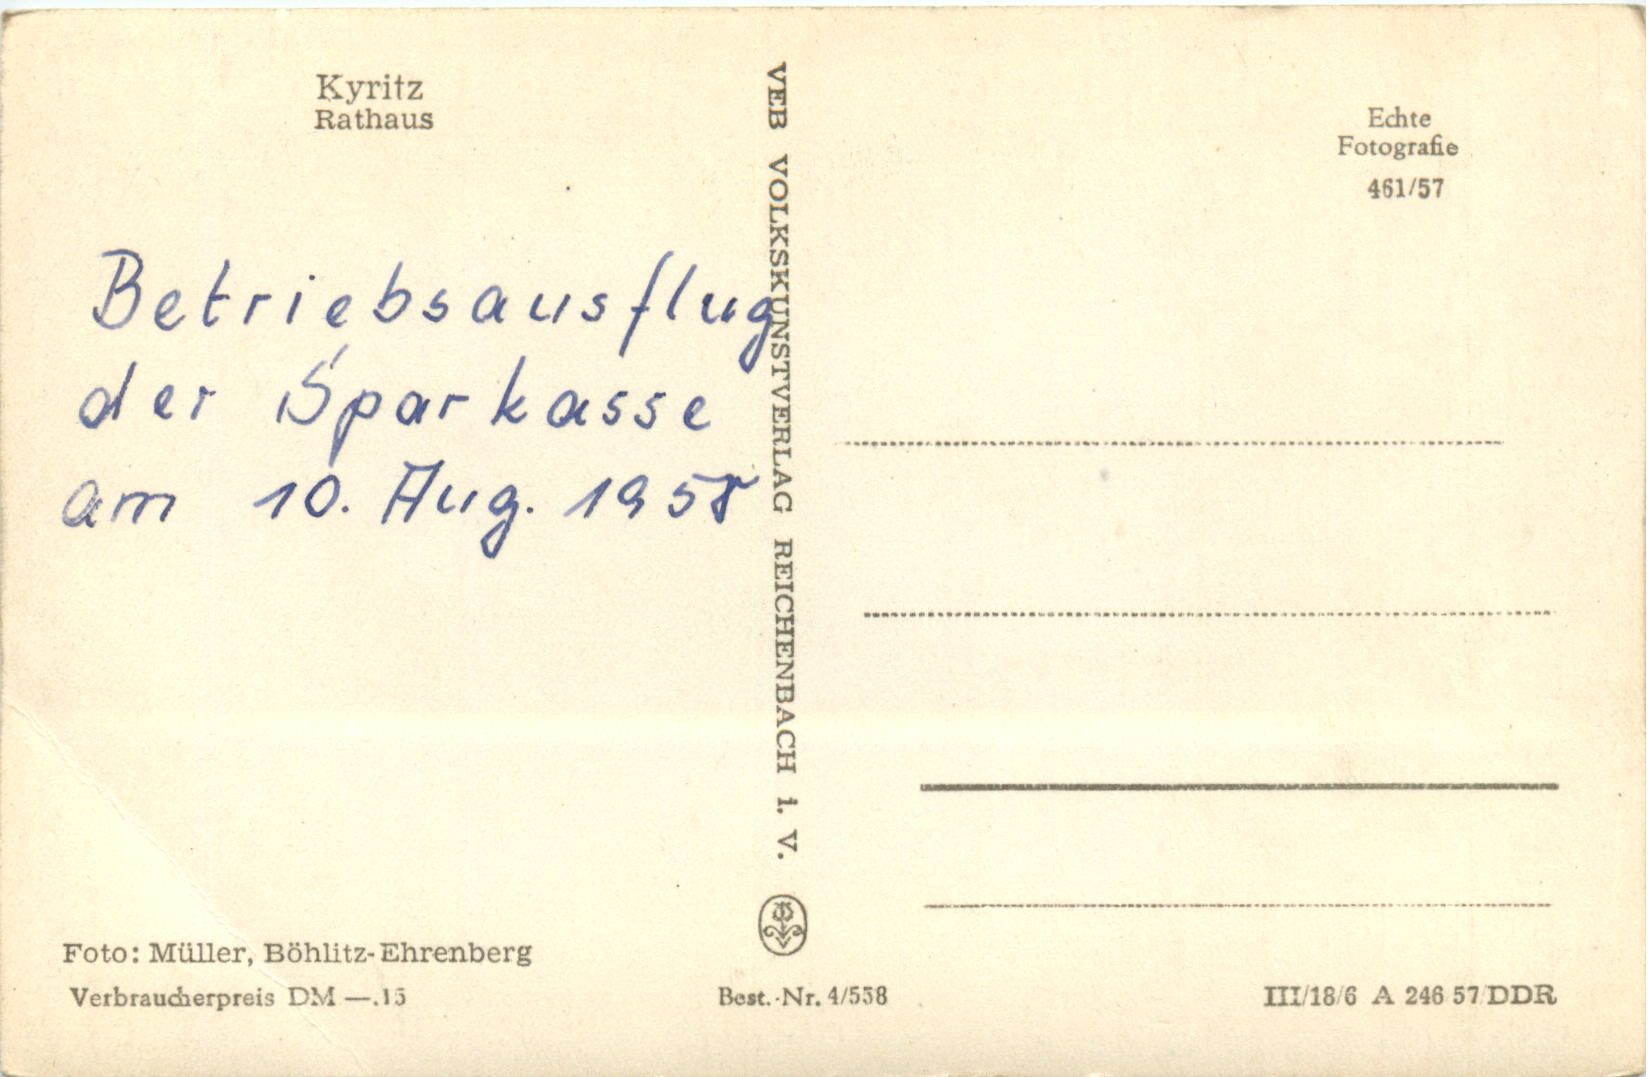 Kyritz
Rathaus
Betriebsausflug
der Sparkasse
am 10. Aug. 1958
Foto: Müller, Böhlitz-Ehrenberg
Verbraucherpreis DM —.15
VEB VOLKSKUNSTVERLAG REICHENBACH i. V.
Best.-Nr. 4/558
Echte
Fotografie
461/57
III/18/6 A 246 57/DDR